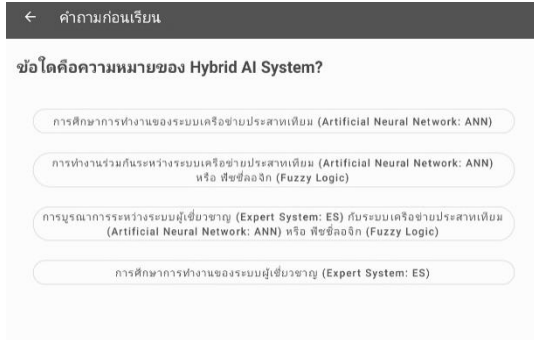 คำถามก่อนเรียน
ข้อใดคือความหมายของ Hybrid AI System?
การศึกษาการทำงานของระบบเครือข่ายประสาทเทียม (Artificial Neural Network: ANN)
การทำงานร่วมกันระหว่างระบบเครือข่ายประสาทเทียม (Artificial Neural Network: ANN)
หรือ ฟัซซี่ลอจิก (Fuzzy Logic)
การบูรณาการระหว่างระบบผู้เชี่ยวชาญ (Expert System: ES) กับระบบเครือข่ายประสาทเทียม
(Artificial Neural Network: ANN) หรือ ฟัซซี่ลอจิก (Fuzzy Logic)
การศึกษาการทำงานของระบบผู้เชี่ยวชาญ (Expert System: ES)